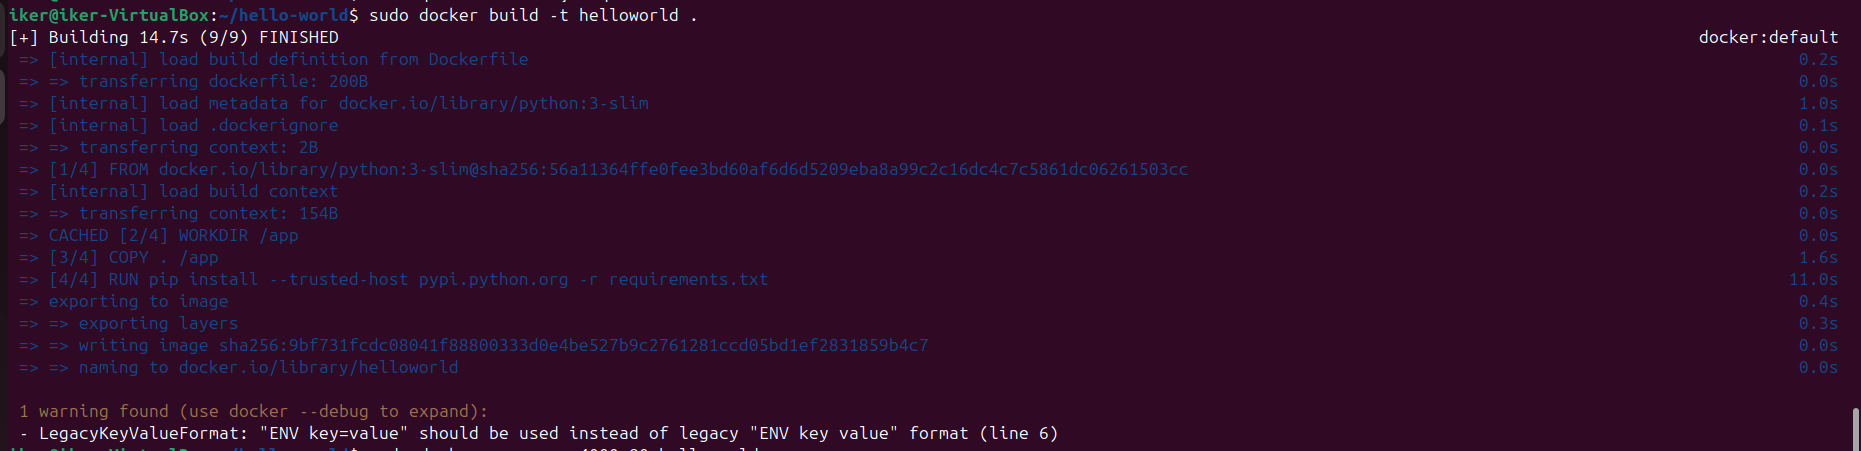 iker@iker-VirtualBox:~/hello-world$ sudo docker build -t helloworld .
[+] Building 14.7s (9/9) FINISHED docker:default
=> [internal] load build definition from Dockerfile 0.2s
=> => transferring dockerfile: 200B 0.0s
=> [internal] load metadata for docker.io/library/python:3-slim 1.0s
=> [internal] load .dockerignore 0.1s
=> => transferring context: 2B 0.0s
=> [1/4] FROM docker.io/library/python:3-slim@sha256:56a11364ffe0fee3bd60af6d6d5209eba8a99c2c16dc4c7c5861dc06261503cc 0.0s
=> [internal] load build context 0.2s
=> => transferring context: 154B 0.0s
=> CACHED [2/4] WORKDIR /app 0.0s
=> [3/4] COPY . /app 1.6s
=> [4/4] RUN pip install --trusted-host pypi.python.org -r requirements.txt 11.0s
=> exporting to image 0.4s
=> => exporting layers 0.3s
=> => writing image sha256:9bf731fcdc08041f88800333d0e4be527b9c2761281ccd05bd1ef2831859b4c7 0.0s
=> => naming to docker.io/library/helloworld 0.0s
1 warning found (use docker --debug to expand):
- LegacyKeyValueFormat: "ENV key=value" should be used instead of legacy "ENV key value" format (line 6)